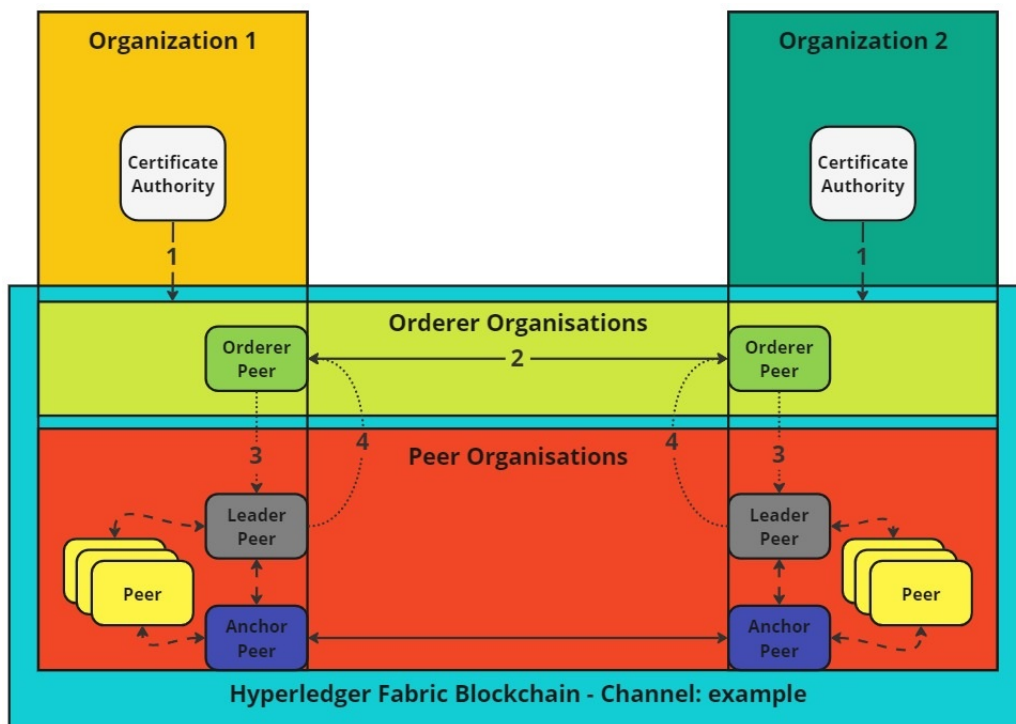 Organization 1
Organization 2
Certificate
Authority
Certificate
Authority
1
1
Orderer Organisations
Orderer
Peer
2
Orderer
Peer
3
4
Peer Organisations
4
3
Leader
Peer
Leader
Peer
Peer
Peer
Anchor
Peer
Anchor
Peer
Hyperledger Fabric Blockchain - Channel: example